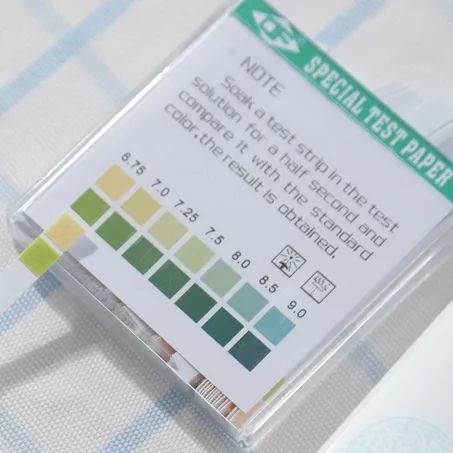 SPECIAL TEST PAPER
NOTE
Soak a test strip in the test
solution for a half second and
compare it with the standard
color,the result is obtained.
6.75 7.0 7.25 7.5 8.0 8.5 9.0